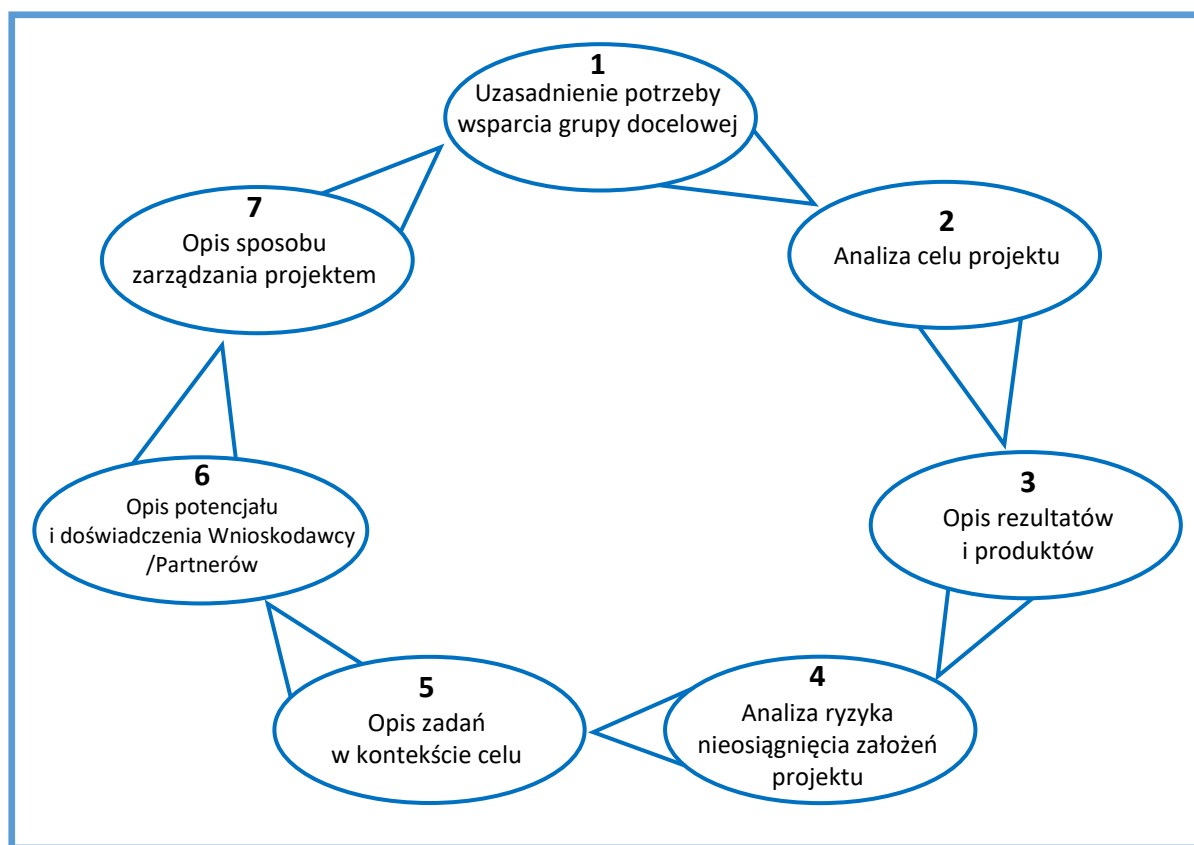 1
Uzasadnienie potrzeby
wsparcia grupy docelowej
2
Analiza celu projektu
3
Opis rezultatów
i produktów
4
Analiza ryzyka
nieosiągnięcia założeń
projektu
5
Opis zadań
w kontekście celu
6
Opis potencjału
i doświadczenia Wnioskodawcy
/Partnerów
7
Opis sposobu
zarządzania projektem